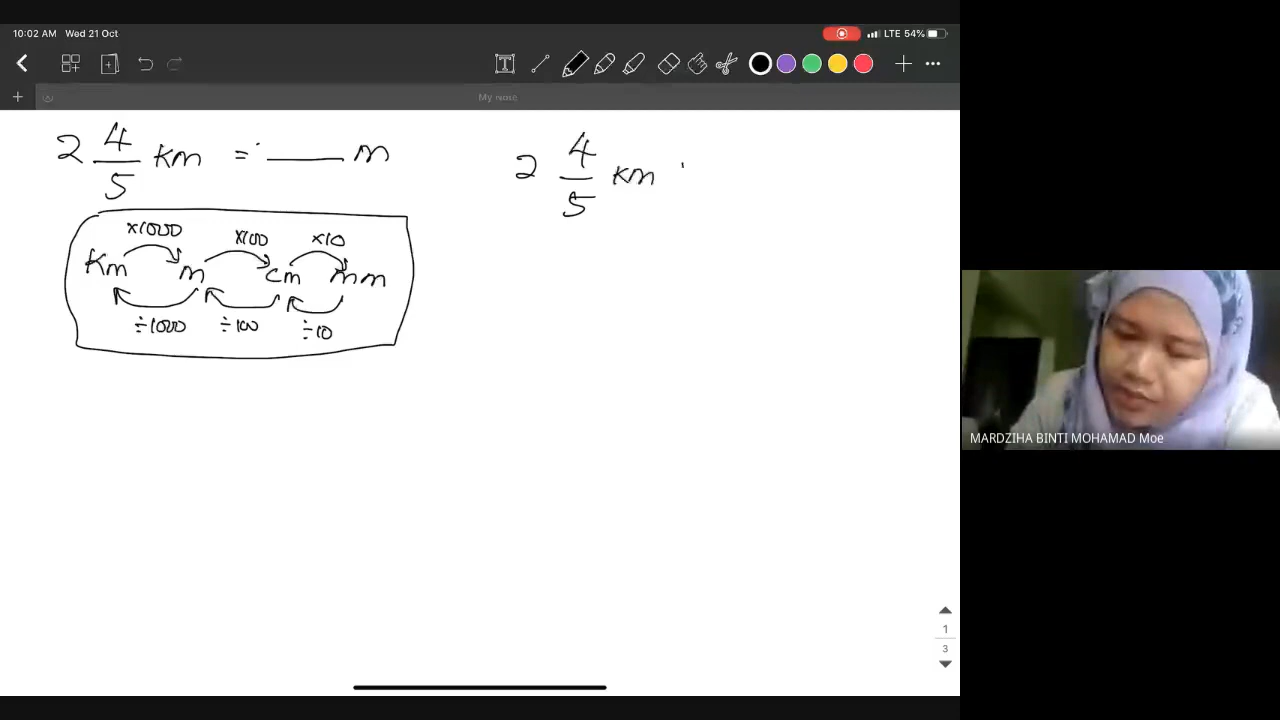 10:02 AM Wed 21 Oct
LTE 54%
My Note
2 4/5 km = ____ m
2 4/5 km
×1000 ×100 ×10
Km m cm mm
÷1000 ÷100 ÷10
MARDZIHA BINTI MOHAMAD Moe
1
3